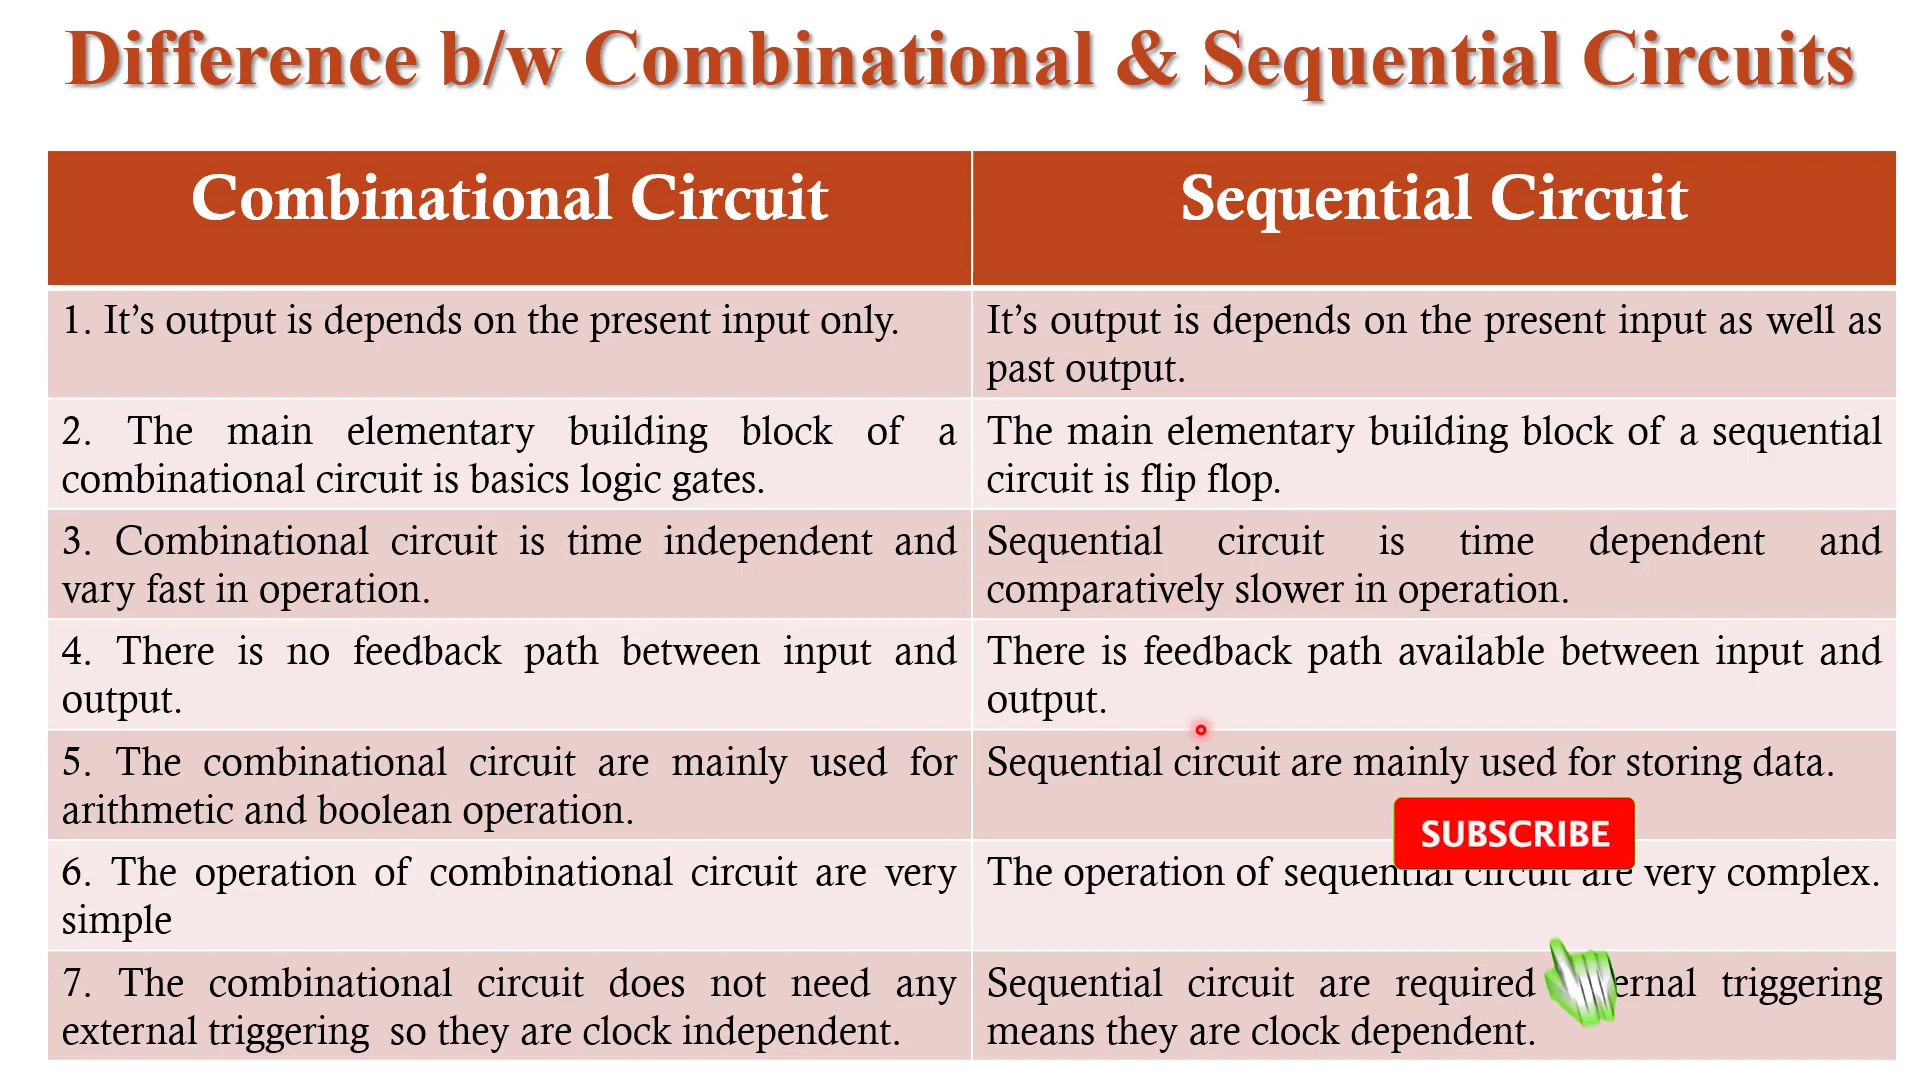 Difference b/w Combinational & Sequential Circuits
Combinational Circuit
Sequential Circuit
1. It’s output is depends on the present input only.
It’s output is depends on the present input as well as
past output.
2. The main elementary building block of a
combinational circuit is basics logic gates.
The main elementary building block of a sequential
circuit is flip flop.
3. Combinational circuit is time independent and
vary fast in operation.
Sequential circuit is time dependent and
comparatively slower in operation.
4. There is no feedback path between input and
output.
There is feedback path available between input and
output.
5. The combinational circuit are mainly used for
arithmetic and boolean operation.
Sequential circuit are mainly used for storing data.
SUBSCRIBE
6. The operation of combinational circuit are very
simple
The operation of sequential circuit are very complex.
7. The combinational circuit does not need any
external triggering so they are clock independent.
Sequential circuit are required triggering
means they are clock dependent.